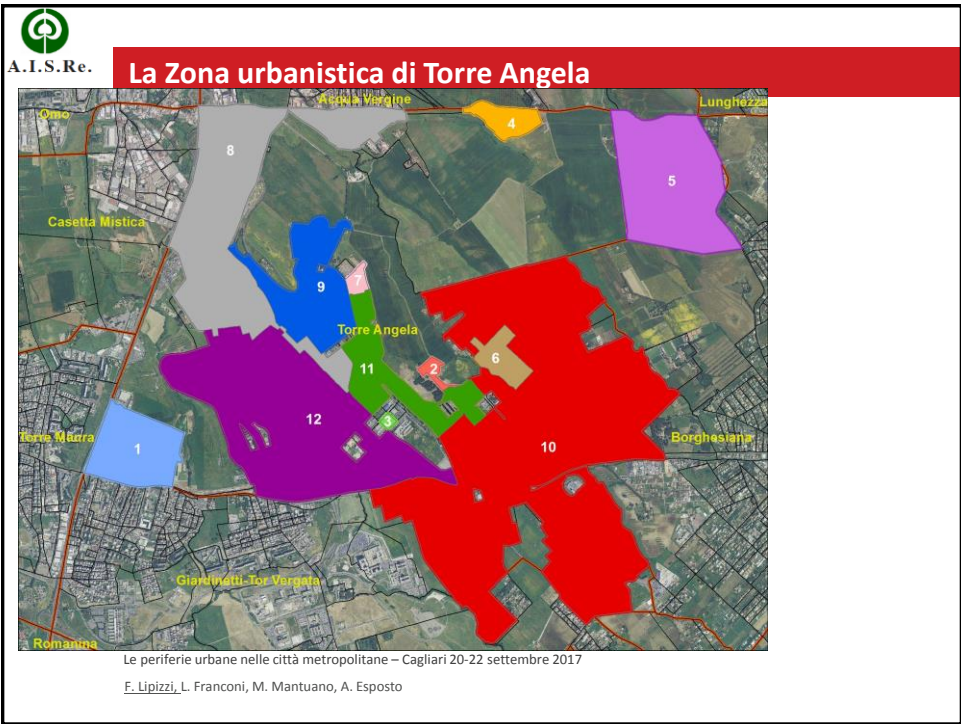 A.I.S.Re.
La Zona urbanistica di Torre Angela
Acqua Vergine
Lunghezza
Omo
4
8
5
Casetta Mistica
7
9
Torre Angela
6
2
11
12
3
Torre Maura
1
10
Borghesiana
Giardinetti-Tor Vergata
Romanina
Le periferie urbane nelle città metropolitane – Cagliari 20-22 settembre 2017
F. Lipizzi, L. Franconi, M. Mantuano, A. Esposto